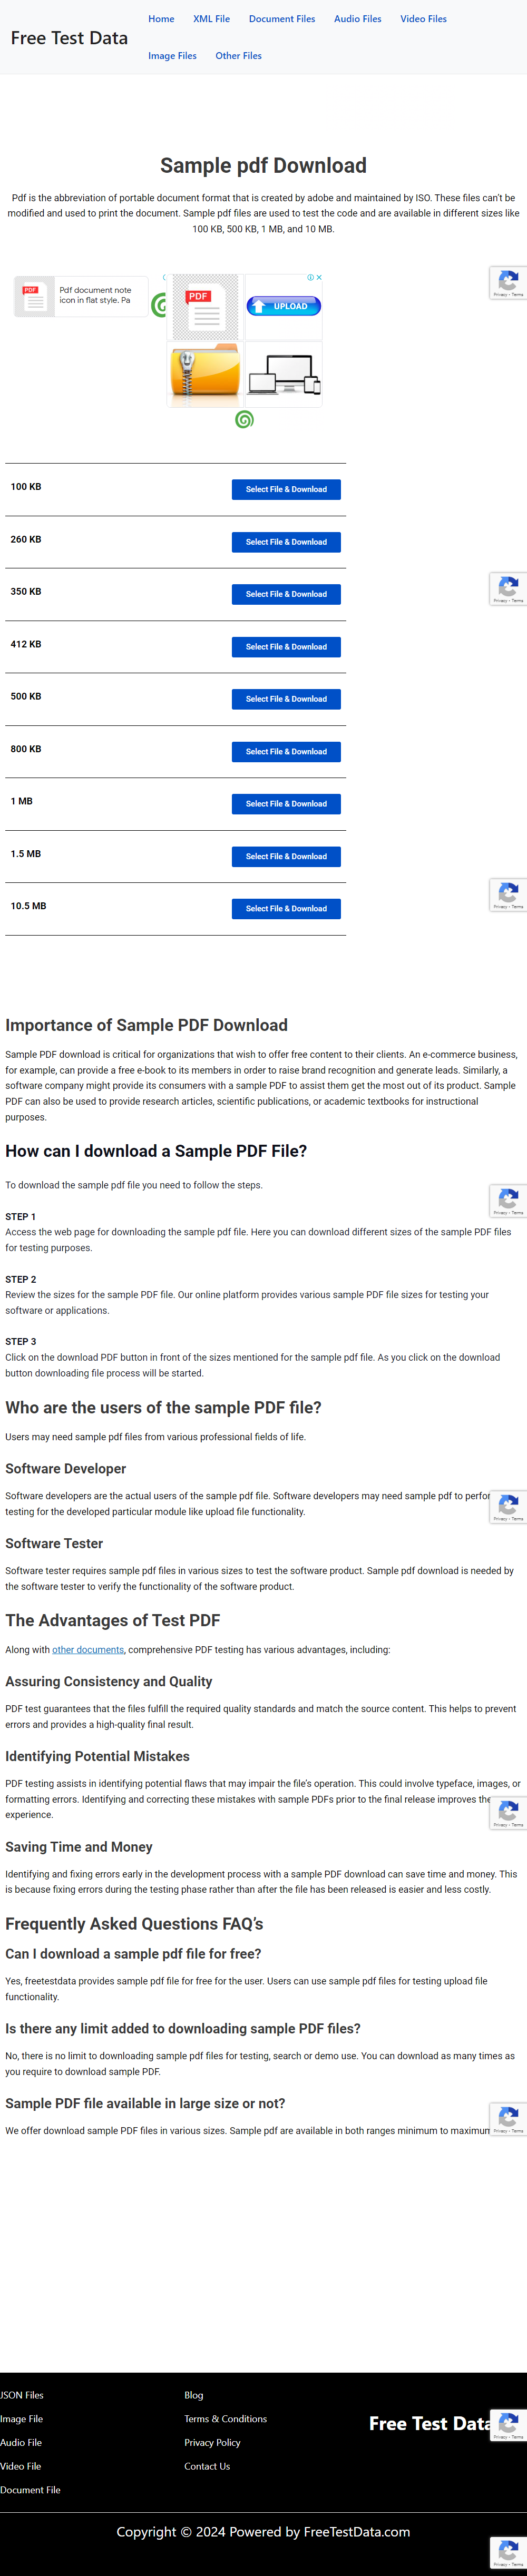 Free Test Data
Home XML File Document Files Audio Files Video Files
Image Files Other Files
Sample pdf Download
Pdf is the abbreviation of portable document format that is created by adobe and maintained by ISO. These files can't be
modified and used to print the document. Sample pdf files are used to test the code and are available in different sizes like
100 KB, 500 KB, 1 MB, and 10 MB.
PDF
Pdf document note
icon in flat style. Pa
PDF
UPLOAD
Privacy - Terms
100 KB Select File & Download
260 KB Select File & Download
350 KB Select File & Download
Privacy - Terms
412 KB Select File & Download
500 KB Select File & Download
800 KB Select File & Download
1 MB Select File & Download
1.5 MB Select File & Download
10.5 MB Select File & Download
Privacy - Terms
Importance of Sample PDF Download
Sample PDF download is critical for organizations that wish to offer free content to their clients. An e-commerce business,
for example, can provide a free e-book to its members in order to raise brand recognition and generate leads. Similarly, a
software company might provide its consumers with a sample PDF to assist them get the most out of its product. Sample
PDF can also be used to provide research articles, scientific publications, or academic textbooks for instructional
purposes.
How can I download a Sample PDF File?
To download the sample pdf file you need to follow the steps.
Privacy - Terms
STEP 1
Access the web page for downloading the sample pdf file. Here you can download different sizes of the sample PDF files
for testing purposes.
STEP 2
Review the sizes for the sample PDF file. Our online platform provides various sample PDF file sizes for testing your
software or applications.
STEP 3
Click on the download PDF button in front of the sizes mentioned for the sample pdf file. As you click on the download
button downloading file process will be started.
Who are the users of the sample PDF file?
Users may need sample pdf files from various professional fields of life.
Software Developer
Software developers are the actual users of the sample pdf file. Software developers may need sample pdf to perfor
testing for the developed particular module like upload file functionality.
Privacy - Terms
Software Tester
Software tester requires sample pdf files in various sizes to test the software product. Sample pdf download is needed by
the software tester to verify the functionality of the software product.
The Advantages of Test PDF
Along with other documents, comprehensive PDF testing has various advantages, including:
Assuring Consistency and Quality
PDF test guarantees that the files fulfill the required quality standards and match the source content. This helps to prevent
errors and provides a high-quality final result.
Identifying Potential Mistakes
PDF testing assists in identifying potential flaws that may impair the file's operation. This could involve typeface, images, or
formatting errors. Identifying and correcting these mistakes with sample PDFs prior to the final release improves the
experience.
Privacy - Terms
Saving Time and Money
Identifying and fixing errors early in the development process with a sample PDF download can save time and money. This
is because fixing errors during the testing phase rather than after the file has been released is easier and less costly.
Frequently Asked Questions FAQ's
Can I download a sample pdf file for free?
Yes, freetestdata provides sample pdf file for free for the user. Users can use sample pdf files for testing upload file
functionality.
Is there any limit added to downloading sample PDF files?
No, there is no limit to downloading sample pdf files for testing, search or demo use. You can download as many times as
you require to download sample PDF.
Sample PDF file available in large size or not?
We offer download sample PDF files in various sizes. Sample pdf are available in both ranges minimum to maximum
Privacy - Terms
JSON Files
Image File
Audio File
Video File
Document File
Blog
Terms & Conditions
Privacy Policy
Contact Us
Free Test Data
Privacy - Terms
Copyright © 2024 Powered by FreeTestData.com
Privacy - Terms